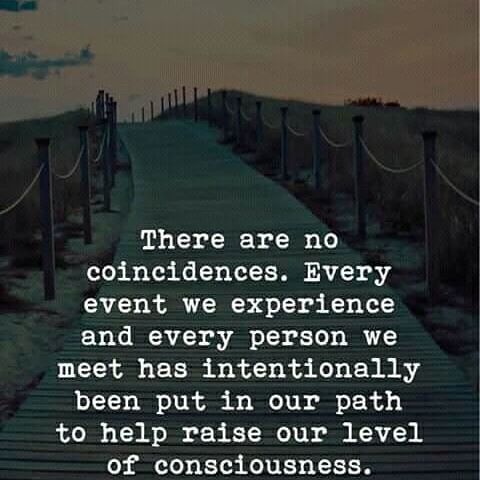 There are no
coincidences. Every
event we experience
and every person we
meet has intentionally
been put in our path
to help raise our level
of consciousness.